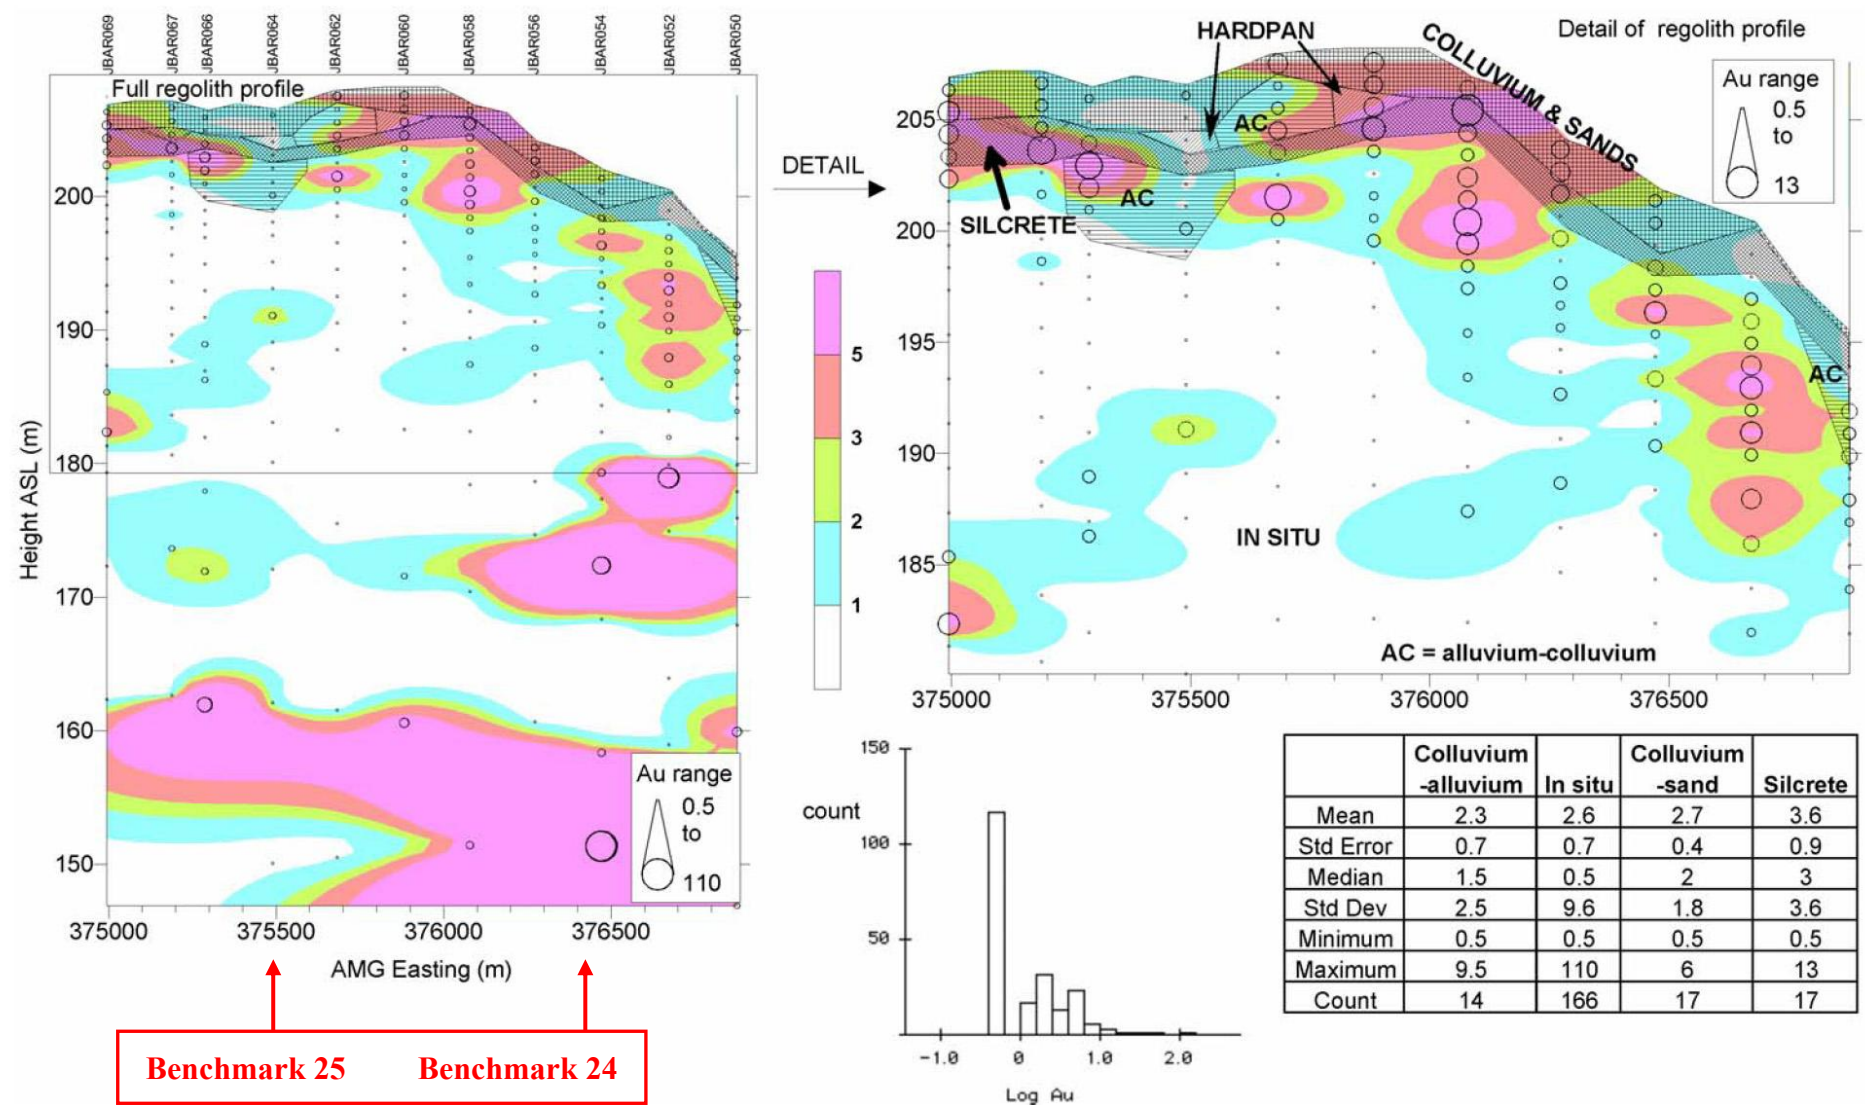 JBAR069
JBAR067
JBAR066
JBAR064
JBAR062
JBAR060
JBAR058
JBAR056
JBAR054
JBAR052
JBAR050
Full regolith profile
Height ASL (m)
200
190
180
170
160
150
375000
375500
376000
376500
AMG Easting (m)
Au range
0.5
to
110
Benchmark 25
Benchmark 24
DETAIL
5
3
2
1
Detail of regolith profile
HARDPAN
COLLUVIUM & SANDS
Au range
0.5
to
13
AC
SILCRETE
AC
AC
IN SITU
AC = alluvium-colluvium
205
200
195
190
185
375000
375500
376000
376500
count
150
100
50
-1.0
0
1.0
2.0
Log Au
Colluvium -alluvium In situ Colluvium -sand Silcrete
Mean 2.3 2.6 2.7 3.6
Std Error 0.7 0.7 0.4 0.9
Median 1.5 0.5 2 3
Std Dev 2.5 9.6 1.8 3.6
Minimum 0.5 0.5 0.5 0.5
Maximum 9.5 110 6 13
Count 14 166 17 17